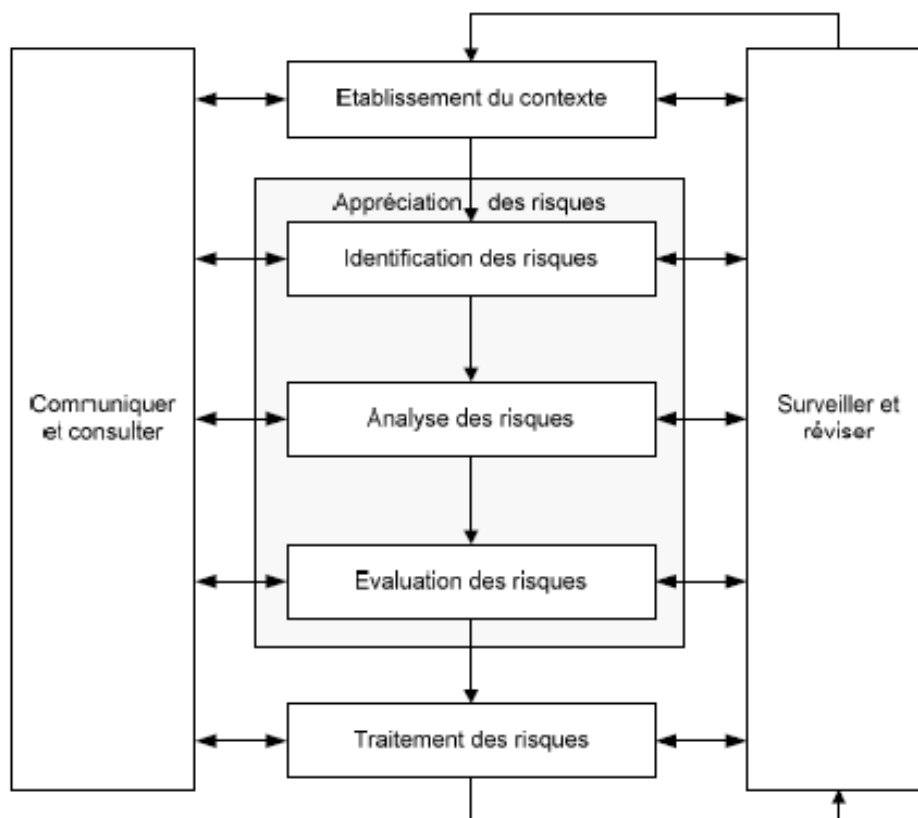 Etablissement du contexte
Appréciation des risques
Identification des risques
Communiquer
et consulter
Analyse des risques
Surveiller et
réviser
Evaluation des risques
Traitement des risques